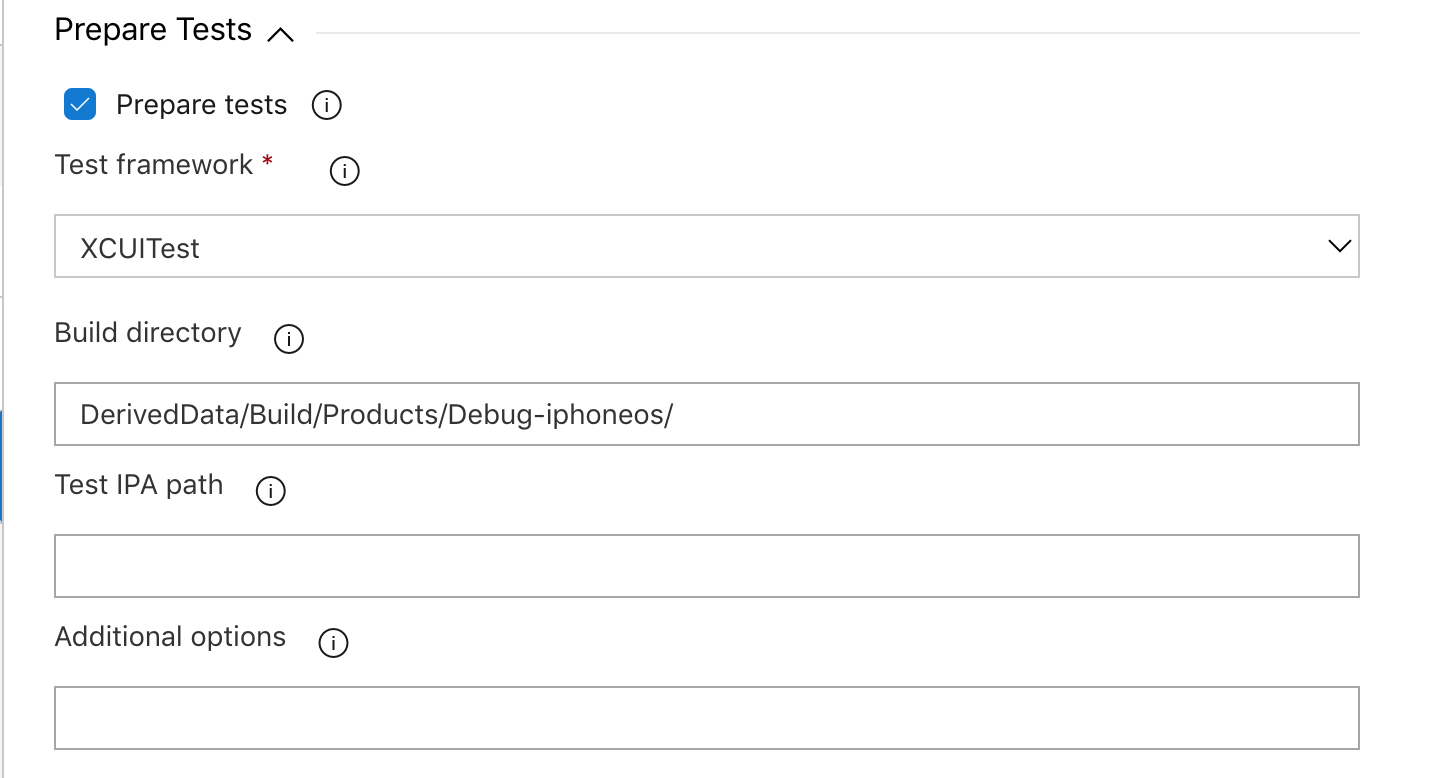 Prepare Tests
Prepare tests
Test framework *
XCUITest
Build directory
DerivedData/Build/Products/Debug-iphoneos/
Test IPA path
Additional options